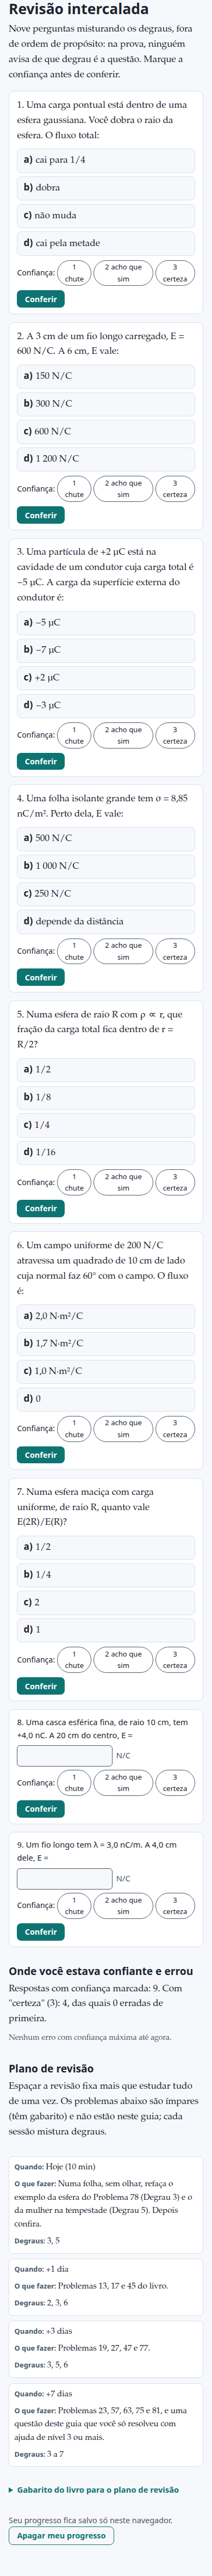 Revisão intercalada
Nove perguntas misturando os degraus, fora
de ordem de propósito: na prova, ninguém
avisa de que degrau é a questão. Marque a
confiança antes de conferir.
1. Uma carga pontual está dentro de uma
esfera gaussiana. Você dobra o raio da
esfera. O fluxo total:
a) cai para 1/4
b) dobra
c) não muda
d) cai pela metade
Confiança: 1 chute 2 acho que sim 3 certeza
Conferir
2. A 3 cm de um fio longo carregado, E =
600 N/C. A 6 cm, E vale:
a) 150 N/C
b) 300 N/C
c) 600 N/C
d) 1 200 N/C
Confiança: 1 chute 2 acho que sim 3 certeza
Conferir
3. Uma partícula de +2 µC está na
cavidade de um condutor cuja carga total é
−5 µC. A carga da superfície externa do
condutor é:
a) −5 µC
b) −7 µC
c) +2 µC
d) −3 µC
Confiança: 1 chute 2 acho que sim 3 certeza
Conferir
4. Uma folha isolante grande tem σ = 8,85
nC/m². Perto dela, E vale:
a) 500 N/C
b) 1 000 N/C
c) 250 N/C
d) depende da distância
Confiança: 1 chute 2 acho que sim 3 certeza
Conferir
5. Numa esfera de raio R com ρ ∝ r, que
fração da carga total fica dentro de r =
R/2?
a) 1/2
b) 1/8
c) 1/4
d) 1/16
Confiança: 1 chute 2 acho que sim 3 certeza
Conferir
6. Um campo uniforme de 200 N/C
atravessa um quadrado de 10 cm de lado
cuja normal faz 60° com o campo. O fluxo
é:
a) 2,0 N·m²/C
b) 1,7 N·m²/C
c) 1,0 N·m²/C
d) 0
Confiança: 1 chute 2 acho que sim 3 certeza
Conferir
7. Numa esfera maciça com carga
uniforme, de raio R, quanto vale
E(2R)/E(R)?
a) 1/2
b) 1/4
c) 2
d) 1
Confiança: 1 chute 2 acho que sim 3 certeza
Conferir
8. Uma casca esférica fina, de raio 10 cm, tem
+4,0 nC. A 20 cm do centro, E =
N/C
Confiança: 1 chute 2 acho que sim 3 certeza
Conferir
9. Um fio longo tem λ = 3,0 nC/m. A 4,0 cm
dele, E =
N/C
Confiança: 1 chute 2 acho que sim 3 certeza
Conferir
Onde você estava confiante e errou
Respostas com confiança marcada: 9. Com
"certeza" (3): 4, das quais 0 erradas de
primeira.
Nenhum erro com confiança máxima até agora.
Plano de revisão
Espaçar a revisão fixa mais que estudar tudo
de uma vez. Os problemas abaixo são ímpares
(têm gabarito) e não estão neste guia; cada
sessão mistura degraus.
Quando: Hoje (10 min)
O que fazer: Numa folha, sem olhar, refaça o
exemplo da esfera do Problema 78 (Degrau 3) e o
da mulher na tempestade (Degrau 5). Depois
confira.
Degraus: 3, 5
Quando: +1 dia
O que fazer: Problemas 13, 17 e 45 do livro.
Degraus: 2, 3, 6
Quando: +3 dias
O que fazer: Problemas 19, 27, 47 e 77.
Degraus: 3, 5, 6
Quando: +7 dias
O que fazer: Problemas 23, 57, 63, 75 e 81, e uma
questão deste guia que você só resolveu com
ajuda de nível 3 ou mais.
Degraus: 3 a 7
▶ Gabarito do livro para o plano de revisão
Seu progresso fica salvo só neste navegador.
Apagar meu progresso